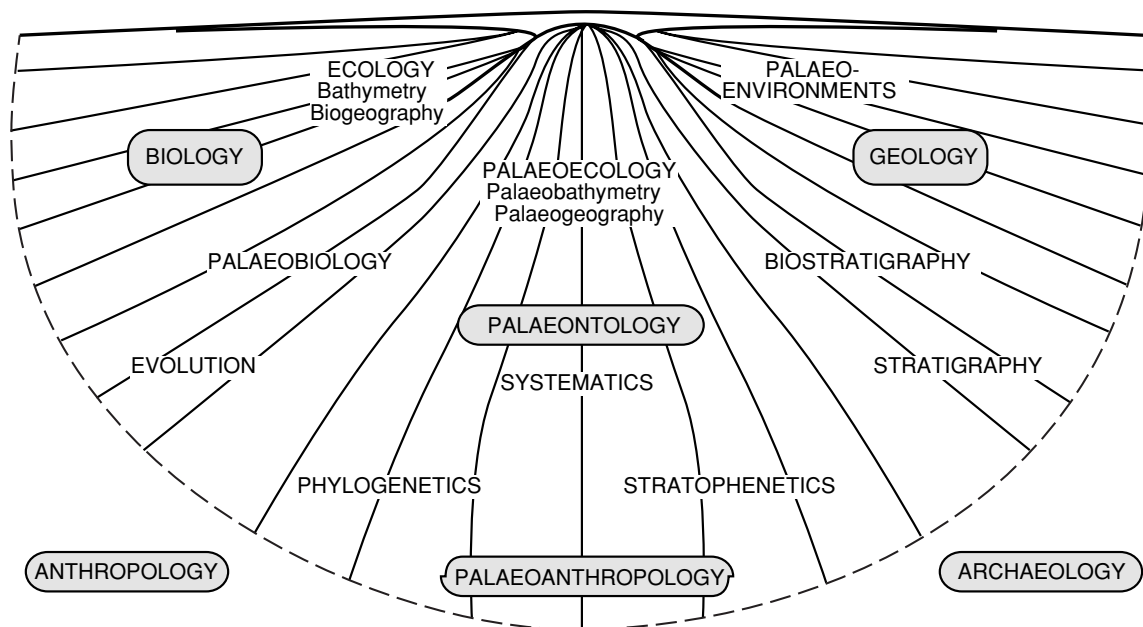 ECOLOGY
Bathymetry
Biogeography
PALAEO-
ENVIRONMENTS
BIOLOGY
GEOLOGY
PALAEOECOLOGY
Palaeobathymetry
Palaeogeography
PALAEOBIOLOGY
BIOSTRATIGRAPHY
PALAEONTOLOGY
EVOLUTION
STRATIGRAPHY
SYSTEMATICS
PHYLOGENETICS
STRATOPHENETICS
ANTHROPOLOGY
PALAEOANTHROPOLOGY
ARCHAEOLOGY